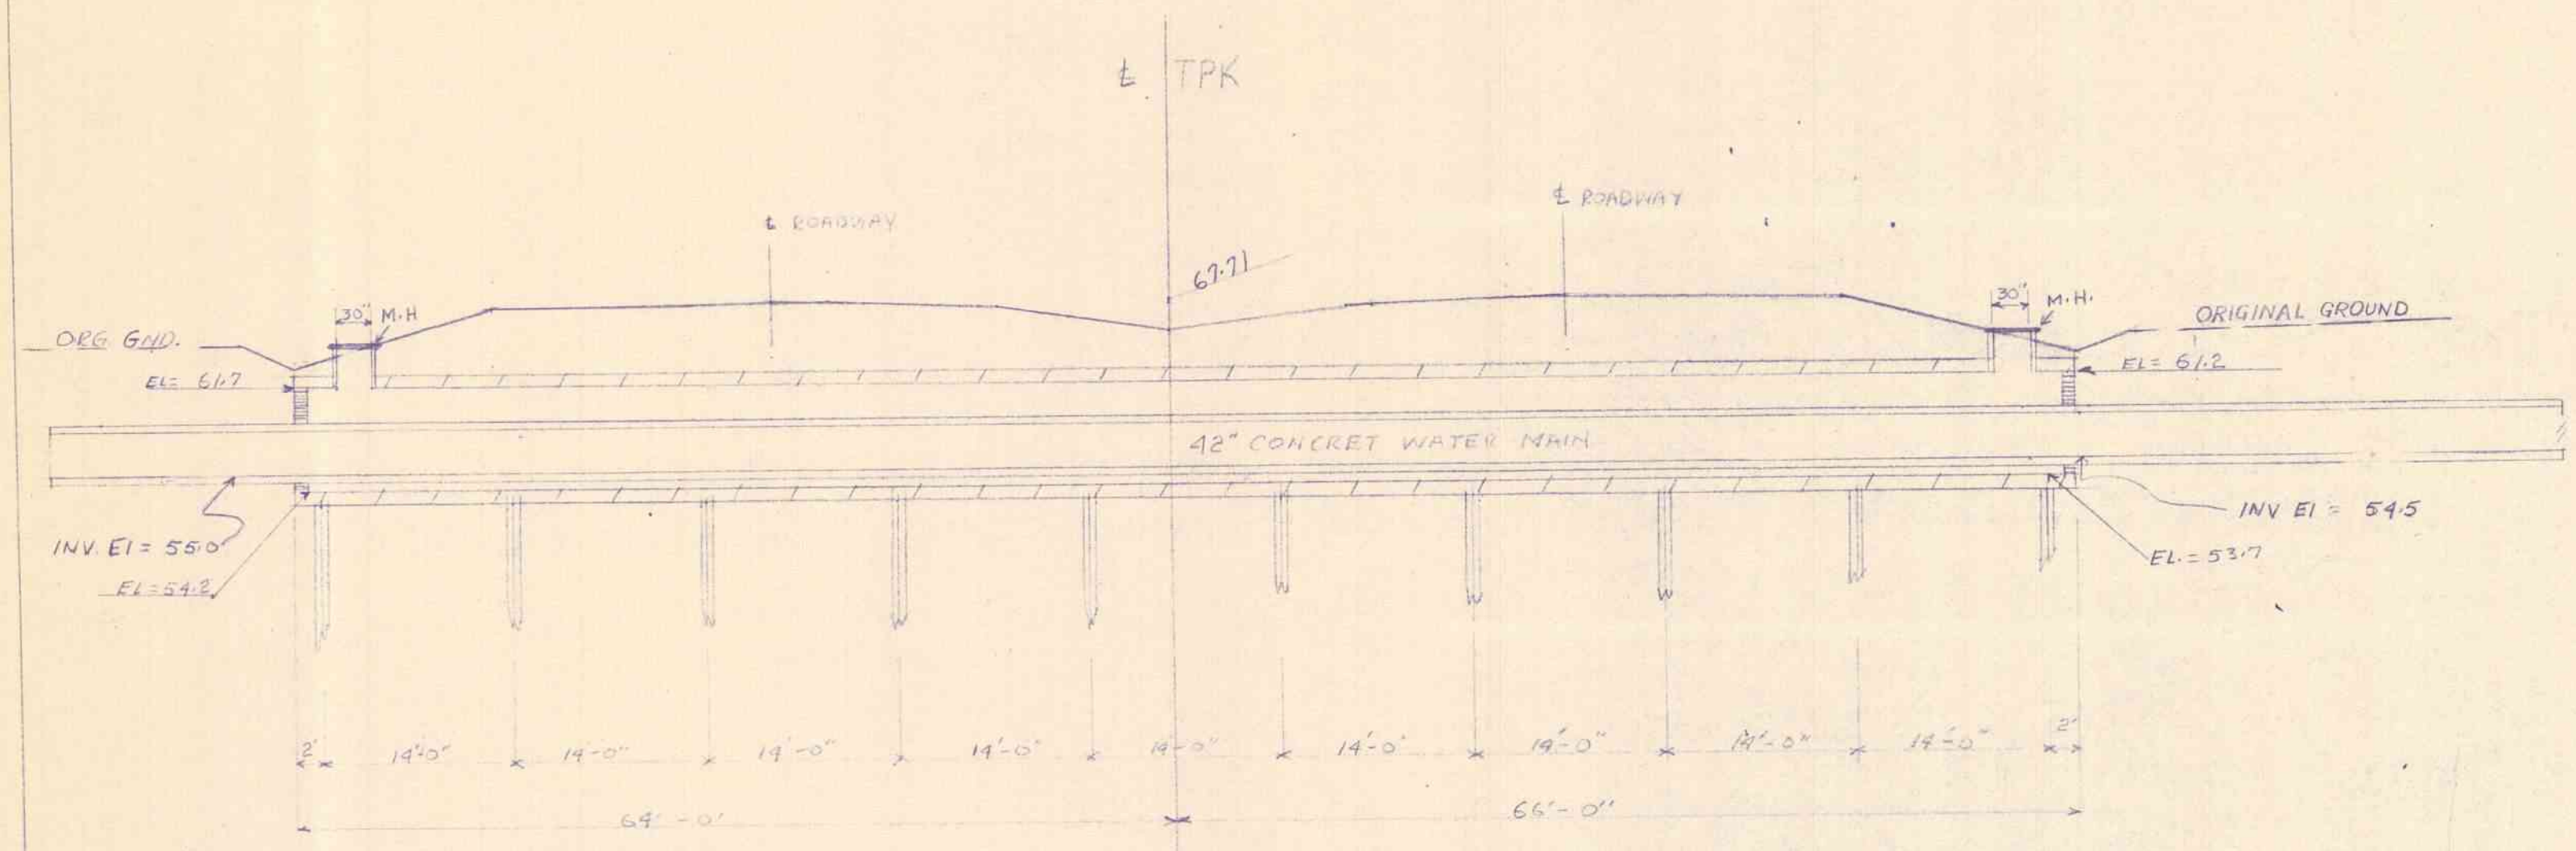 ℄ TPK
℄ ROADWAY
℄ ROADWAY
67.71
30" M.H
30" M.H.
ORG GND.
ORIGINAL GROUND
EL= 61.7
EL= 61.2
42" CONCRET WATER MAIN
INV. El = 55.0
INV El = 54.5
EL=54.2
EL.=53.7
2' 14'-0" 14'-0" 14'-0" 14'-0" 14'-0" 14'-0" 14'-0" 14'-0" 14'-0" 2'
64'-0' 66'-0"